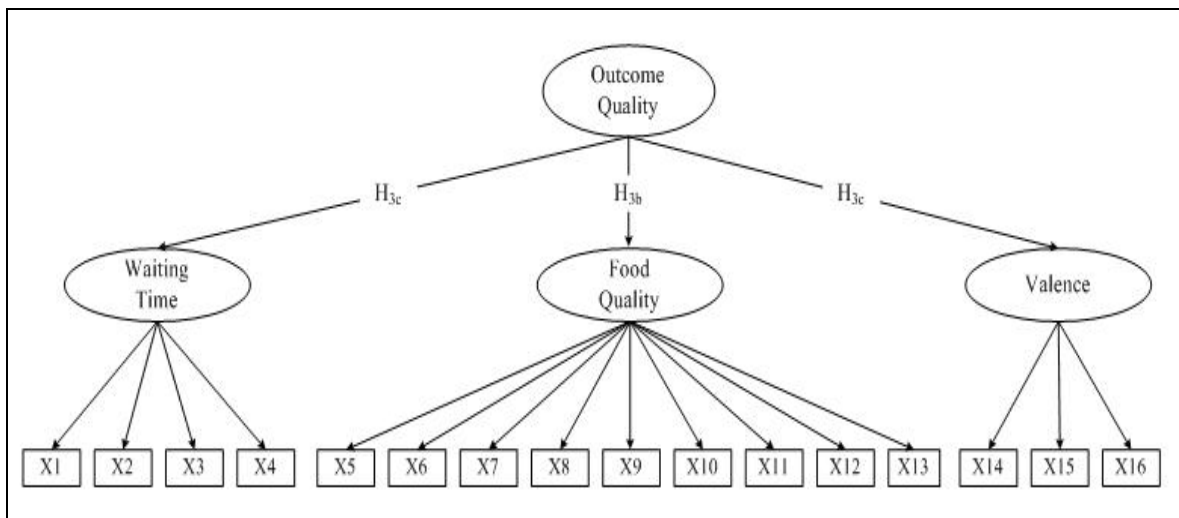 Outcome
Quality
H3c
H3b
H3c
Waiting
Time
Food
Quality
Valence
X1
X2
X3
X4
X5
X6
X7
X8
X9
X10
X11
X12
X13
X14
X15
X16